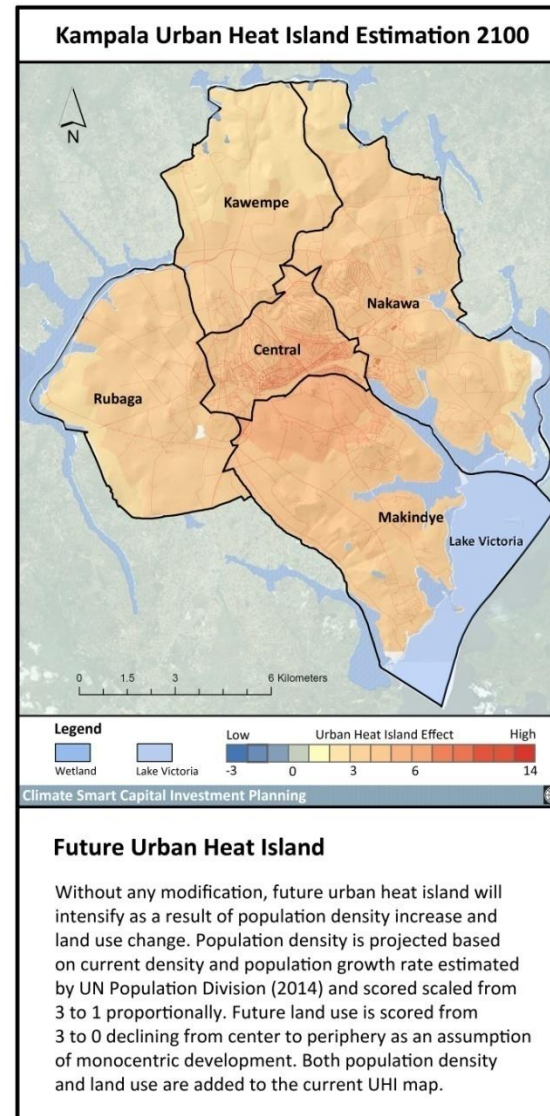 Kampala Urban Heat Island Estimation 2100
N
Kawempe
Nakawa
Central
Rubaga
Makindye
Lake Victoria
0 1.5 3 6 Kilometers
Legend
Wetland
Lake Victoria
Low Urban Heat Island Effect High
-3 0 3 6 14
Climate Smart Capital Investment Planning
Future Urban Heat Island
Without any modification, future urban heat island will
intensify as a result of population density increase and
land use change. Population density is projected based
on current density and population growth rate estimated
by UN Population Division (2014) and scored scaled from
3 to 1 proportionally. Future land use is scored from
3 to 0 declining from center to periphery as an assumption
of monocentric development. Both population density
and land use are added to the current UHI map.